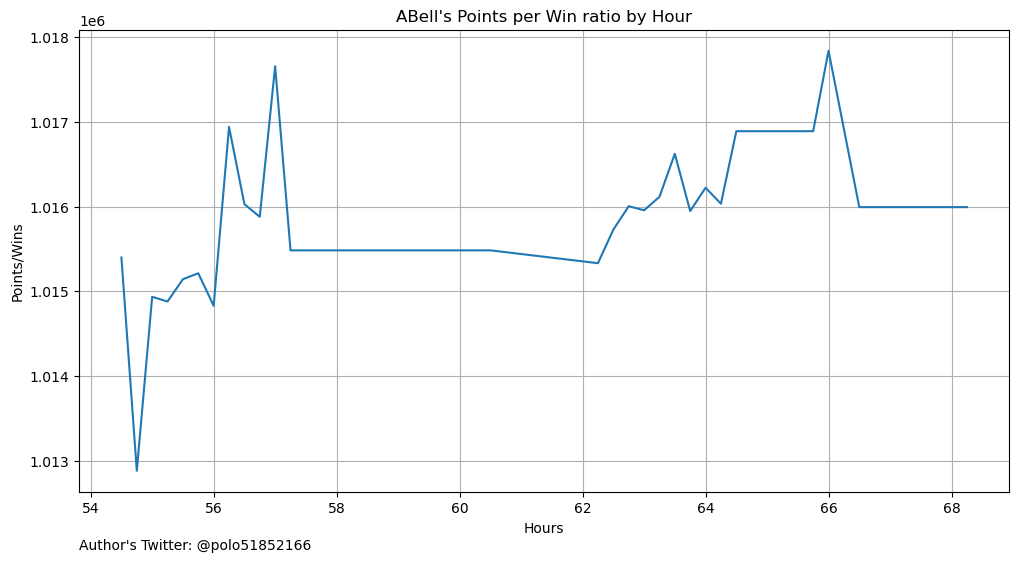 ABell's Points per Win ratio by Hour
1e6
1.018
1.017
1.016
1.015
1.014
1.013
Points/Wins
54 56 58 60 62 64 66 68
Hours
Author's Twitter: @polo51852166